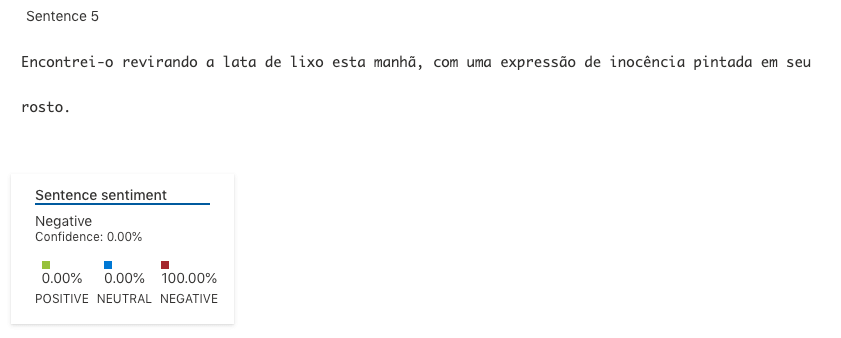 Sentence 5
Encontrei-o revirando a lata de lixo esta manhã, com uma expressão de inocência pintada em seu
rosto.
Sentence sentiment
Negative
Confidence: 0.00%
0.00% 0.00% 100.00%
POSITIVE NEUTRAL NEGATIVE